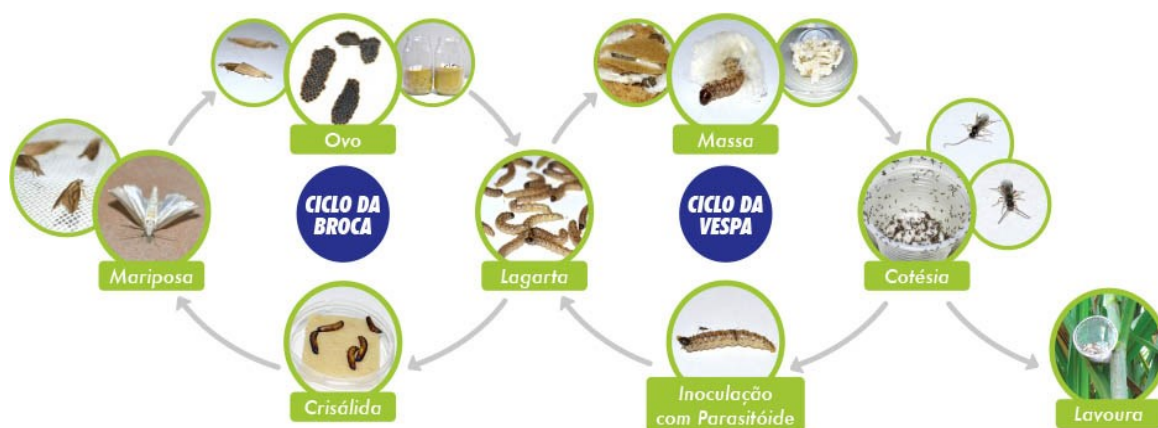 Ovo
Massa
CICLO DA
BROCA
CICLO DA
VESPA
Mariposa
Lagarta
Cotésia
Crisálida
Inoculação
com Parasitóide
Lavoura